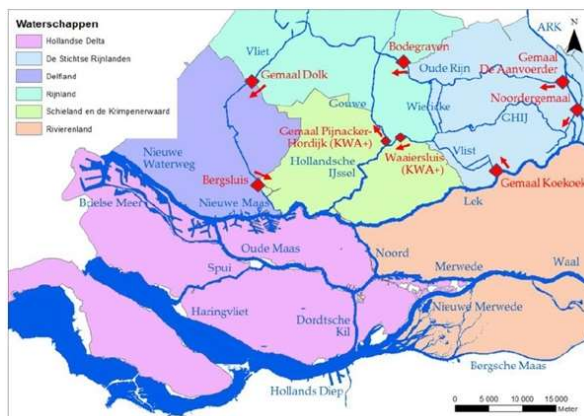 Waterschappen
Hollandse Delta
De Stichtse Rijnlanden
Delfland
Rijnland
Schieland en de Krimpenerwaard
Rivierenland
ARK
N
Vliet
Bodegraven
Gemaal
De Aanvoerder
Oude Rijn
Gemaal Dolk
Noordergemaal
Gouwe
Wiericke
GHIJ
Gemaal Pijnacker-
Hordijk (KWA+)
Vlist
Hollandsche
IJssel
Waaiersluis
(KWA+)
Nieuwe
Waterweg
Bergsluis
Gemaal Koekoek
Lek
Brielse Meer
Nieuwe Maas
Oude Maas
Noord
Waal
Spui
Merwede
Haringvliet
Dordtsche
Kil
Nieuwe Merwede
Bergsche Maas
Hollands Diep
0 5 000 10 000 15 000
Meter